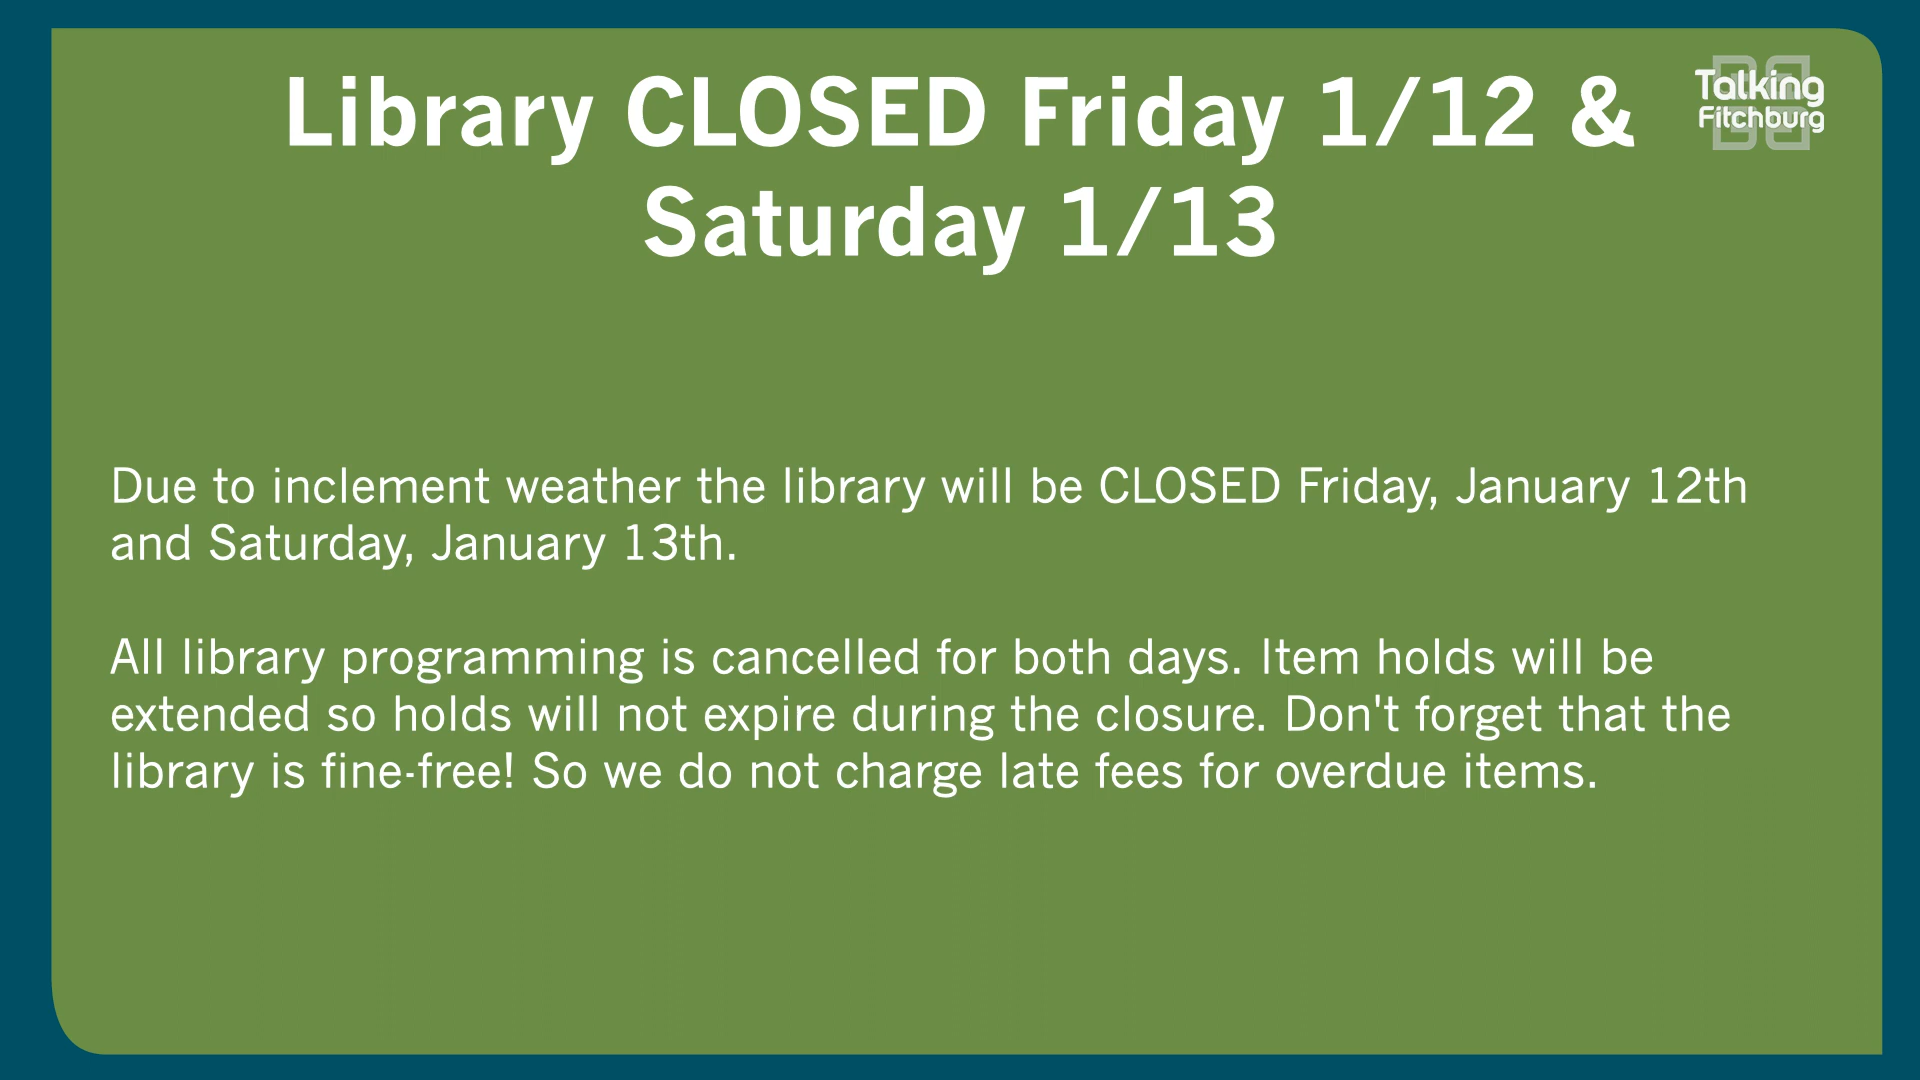 Library CLOSED Friday 1/12 &
Saturday 1/13
Talking
Fitchburg
Due to inclement weather the library will be CLOSED Friday, January 12th
and Saturday, January 13th.
All library programming is cancelled for both days. Item holds will be
extended so holds will not expire during the closure. Don't forget that the
library is fine-free! So we do not charge late fees for overdue items.